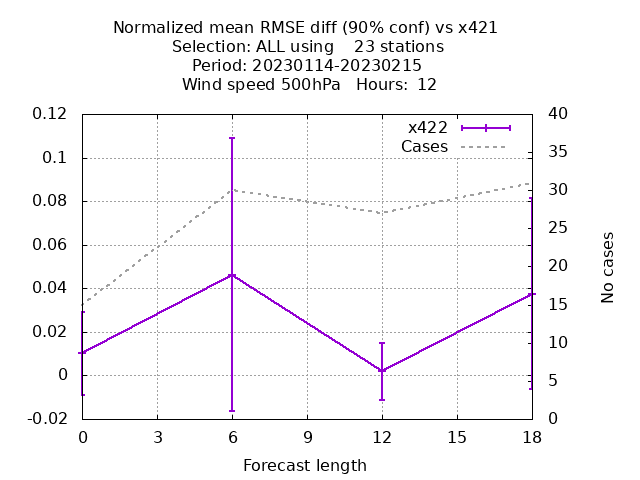 Normalized mean RMSE diff (90% conf) vs x421
Selection: ALL using    23 stations
Period: 20230114-20230215
Wind speed 500hPa   Hours:  12
x422
Cases
0.12
0.1
0.08
0.06
0.04
0.02
0
-0.02
40
35
30
25
20
15
10
5
0
No cases
0 3 6 9 12 15 18
Forecast length